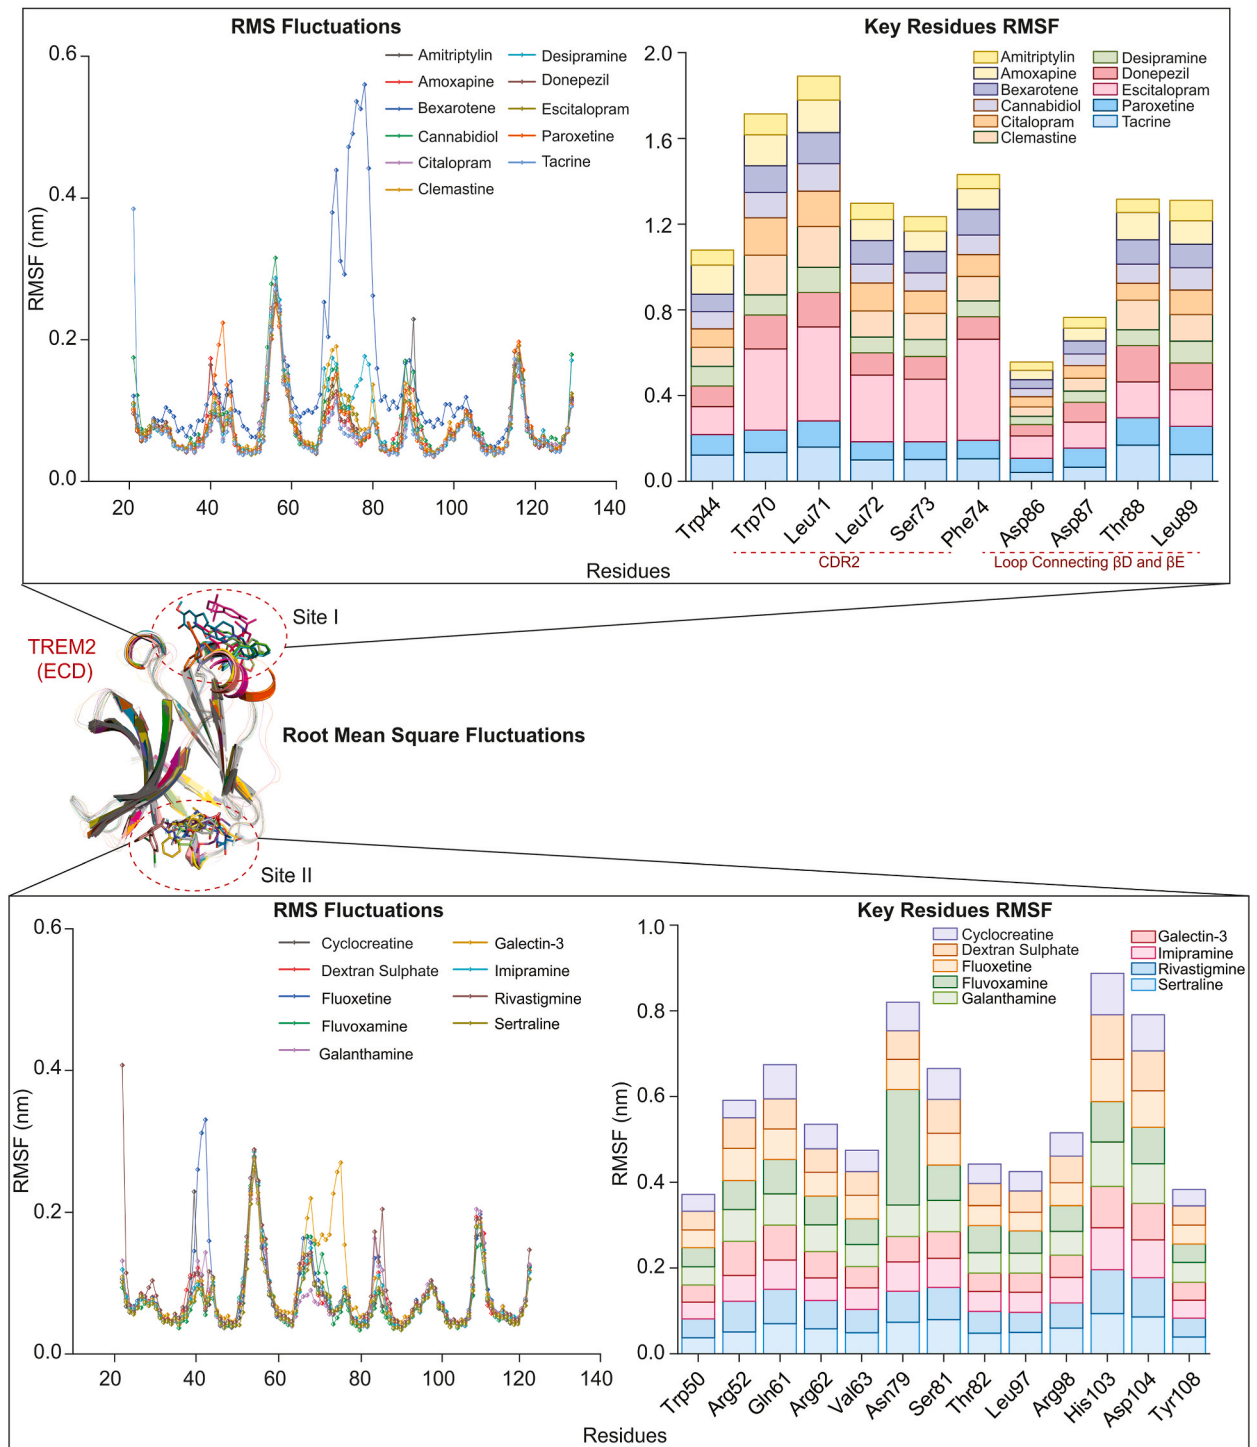 RMS Fluctuations
0.6
0.4
0.2
0.0
RMSF (nm)
Amitriptylin
Amoxapine
Bexarotene
Cannabidiol
Citalopram
Clemastine
Desipramine
Donepezil
Escitalopram
Paroxetine
Tacrine
20 40 60 80 100 120 140
Key Residues RMSF
2.0
1.6
1.2
0.8
0.4
0.0
Amitriptylin
Amoxapine
Bexarotene
Cannabidiol
Citalopram
Clemastine
Desipramine
Donepezil
Escitalopram
Paroxetine
Tacrine
Trp44 Trp70 Leu71 Leu72 Ser73 Phe74 Asp86 Asp87 Thr88 Leu89
CDR2
Loop Connecting βD and βE
Residues
Site I
TREM2
(ECD)
Root Mean Square Fluctuations
Site II
RMS Fluctuations
0.6
0.4
0.2
0.0
RMSF (nm)
Cyclocreatine
Dextran Sulphate
Fluoxetine
Fluvoxamine
Galanthamine
Galectin-3
Imipramine
Rivastigmine
Sertraline
20 40 60 80 100 120 140
Key Residues RMSF
1.0
0.8
0.6
0.4
0.2
0.0
RMSF (nm)
Cyclocreatine
Dextran Sulphate
Fluoxetine
Fluvoxamine
Galanthamine
Galectin-3
Imipramine
Rivastigmine
Sertraline
Trp50 Arg52 Gln61 Arg62 Val63 Asn79 Ser81 Thr82 Leu97 Arg98 His103 Asp104 Tyr108
Residues